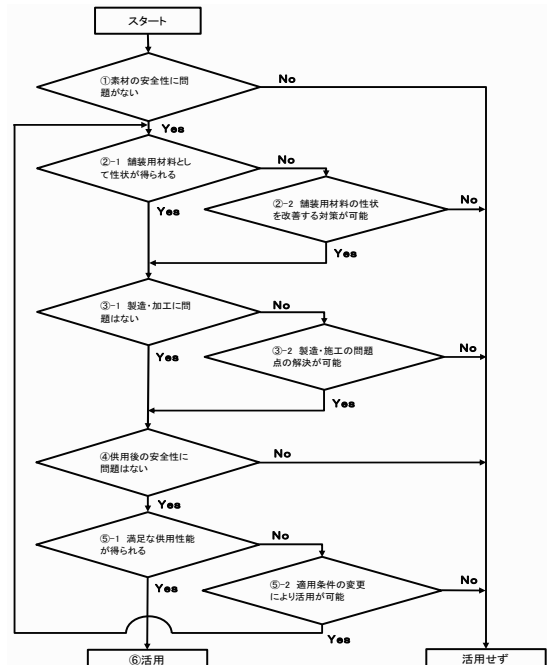 スタート
①素材の安全性に問
題がない
No
Yes
②-1 舗装用材料とし
て性状が得られる
No
Yes
②-2 舗装用材料の性状
を改善する対策が可能
No
Yes
③-1 製造・加工に問
題はない
No
Yes
③-2 製造・施工の問題
点の解決が可能
No
Yes
④供用後の安全性に
問題はない
No
Yes
⑤-1 満足な供用性能
が得られる
No
Yes
⑤-2 適用条件の変更
により活用が可能
No
Yes
⑥活用
活用せず